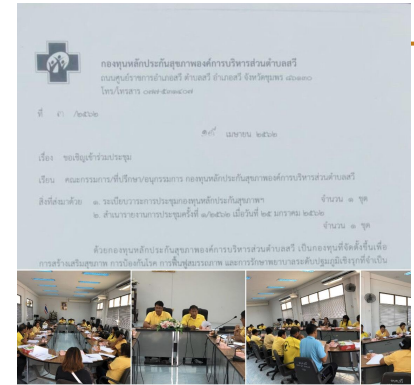 กองทุนหลักประกันสุขภาพองค์การบริหารส่วนตำบลสวี
ถนนศูนย์ราชการอำเภอสวี ตำบลสวี อำเภอสวี จังหวัดชุมพร ๘๖๑๓๐
โทร/โทรสาร
ที่ /๒๕๖๒
เมษายน ๒๕๖๒
เรื่อง ขอเชิญเข้าร่วมประชุม
เรียน คณะกรรมการ/ที่ปรึกษา/อนุกรรมการ กองทุนหลักประกันสุขภาพองค์การบริหารส่วนตำบลสวี
สิ่งที่ส่งมาด้วย ๑. ระเบียบวาระการประชุมกองทุนหลักประกันสุขภาพฯ จำนวน ๑ ชุด
๒. สำเนารายงานการประชุมครั้งที่ ๑/๒๕๖๒ เมื่อวันที่ ๒๕ มกราคม ๒๕๖๒
จำนวน ๑ ชุด
ด้วยกองทุนหลักประกันสุขภาพองค์การบริหารส่วนตำบลสวี เป็นกองทุนที่จัดตั้งขึ้นเพื่อ
การสร้างเสริมสุขภาพ การป้องกันโรค การฟื้นฟูสมรรถภาพ และการรักษาพยาบาลระดับปฐมภูมิเชิงรุกที่จำเป็น